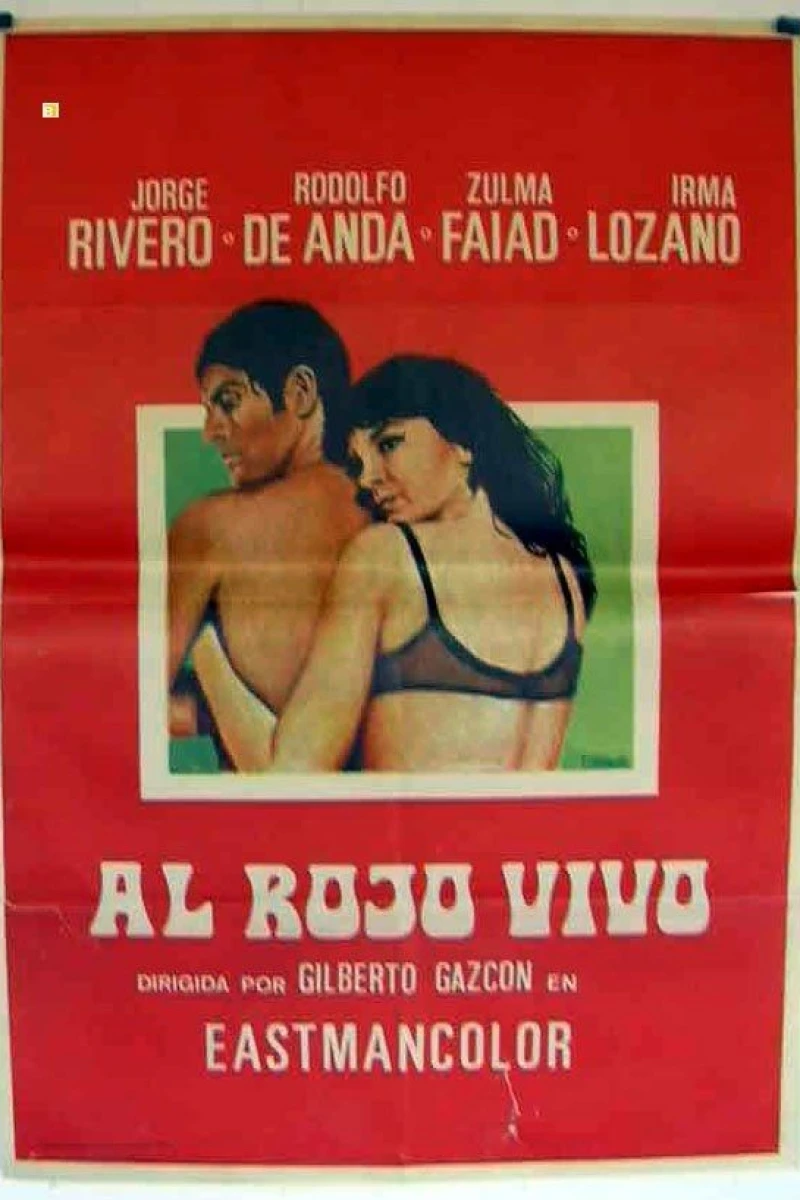 JORGE RODOLFO ZULMA IRMA
RIVERO • DE ANDA • FAIAD • LOZANO
AL ROJO VIVO
DIRIGIDA POR GILBERTO GAZCON EN
EASTMANCOLOR